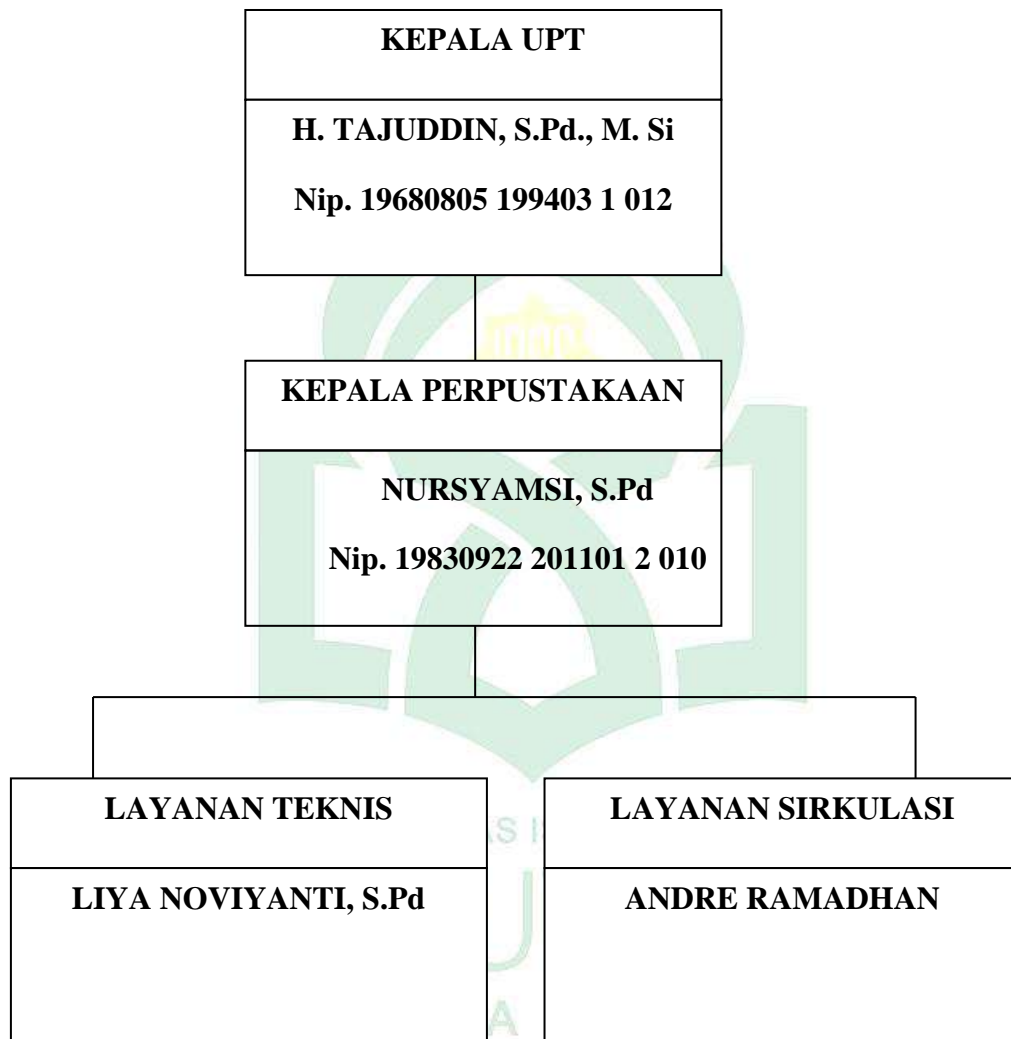 KEPALA UPT
H. TAJUDDIN, S.Pd., M. Si
Nip. 19680805 199403 1 012
KEPALA PERPUSTAKAAN
NURSYAMSI, S.Pd
Nip. 19830922 201101 2 010
LAYANAN TEKNIS
LIYA NOVIYANTI, S.Pd
LAYANAN SIRKULASI
ANDRE RAMADHAN